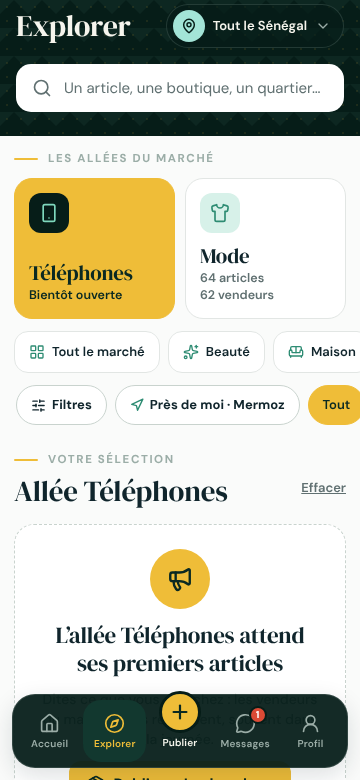 Explorer
Tout le Sénégal
Un article, une boutique, un quartier...
LES ALLÉES DU MARCHÉ
Téléphones
Bientôt ouverte
Mode
64 articles
62 vendeurs
Tout le marché
Beauté
Maison
Filtres
Près de moi · Mermoz
Tout
VOTRE SÉLECTION
Allée Téléphones
Effacer
L'allée Téléphones attend
ses premiers articles
1
Accueil
Explorer
Publier
Messages
Profil